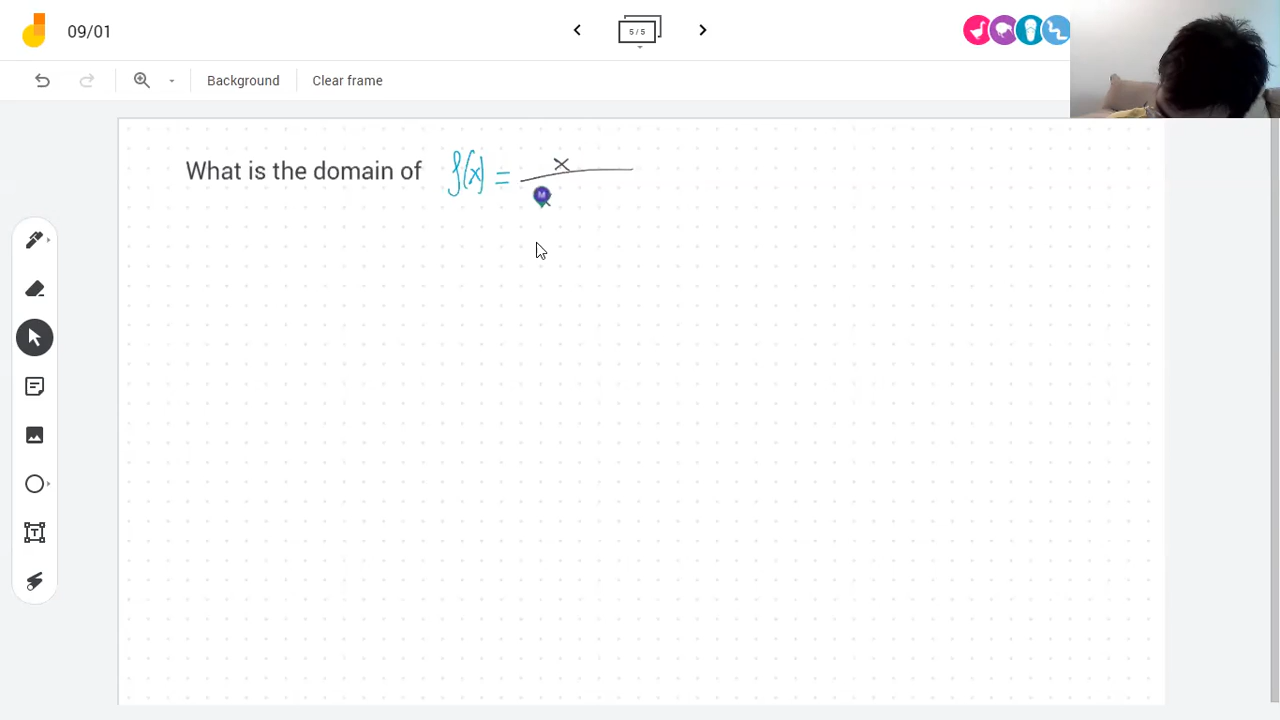 09/01
5 / 5
Background
Clear frame
What is the domain of f(x) = x
M
T